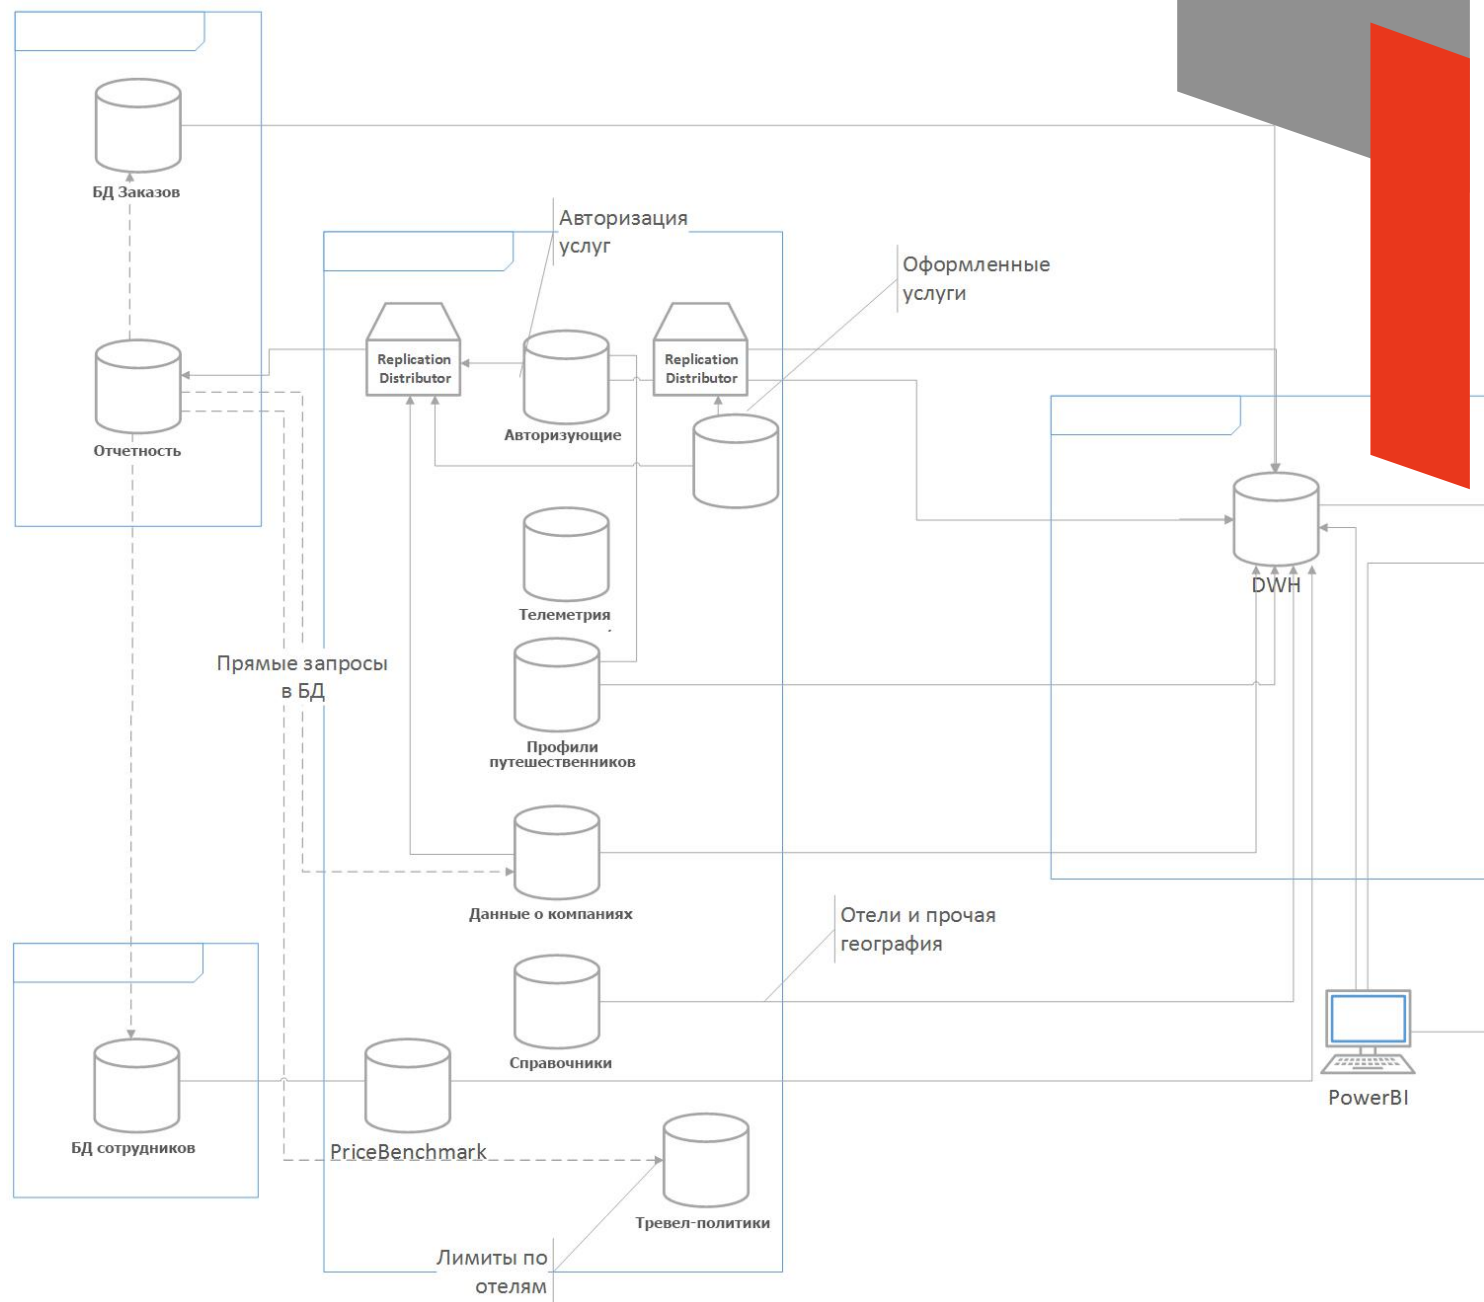 БД Заказов
Авторизация
услуг
Оформленные
услуги
Replication
Distributor
Replication
Distributor
Авторизующие
Отчетность
Телеметрия
DWH
Прямые запросы
в БД
Профили
путешественников
Данные о компаниях
Отели и прочая
география
Справочники
PowerBI
БД сотрудников
PriceBenchmark
Тревел-политики
Лимиты по
отелям